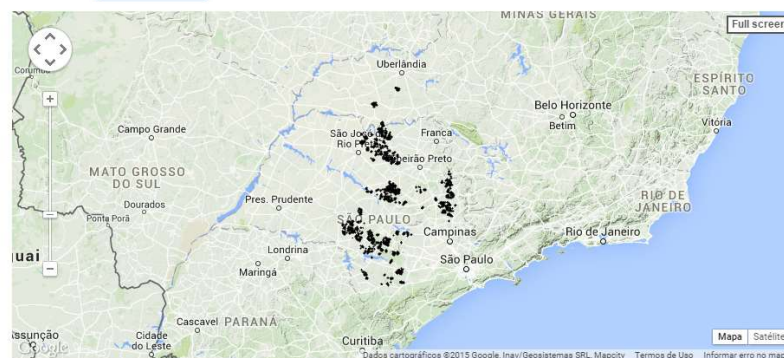 MINAS GERAIS
Full screen
Corumbá
Uberlândia
ESPÍRITO
SANTO
Belo Horizonte
Betim
Vitória
Campo Grande
São José
Rio Preto
Franca
Ribeirão Preto
MATO GROSSO
DO SUL
Dourados
Ponta Porã
Pres. Prudente
SÃO PAULO
RIO DE
JANEIRO
Campinas
Rio de Janeiro
uai
Londrina
Maringá
São Paulo
Cascavel
PARANÁ
Assunção
Cidade
do Leste
Curitiba
Mapa
Satélite
Google
Dados cartográficos ©2015 Google, Inav/Geosistemas SRL, Mapcity
Termos de Uso
Informar erro no mapa